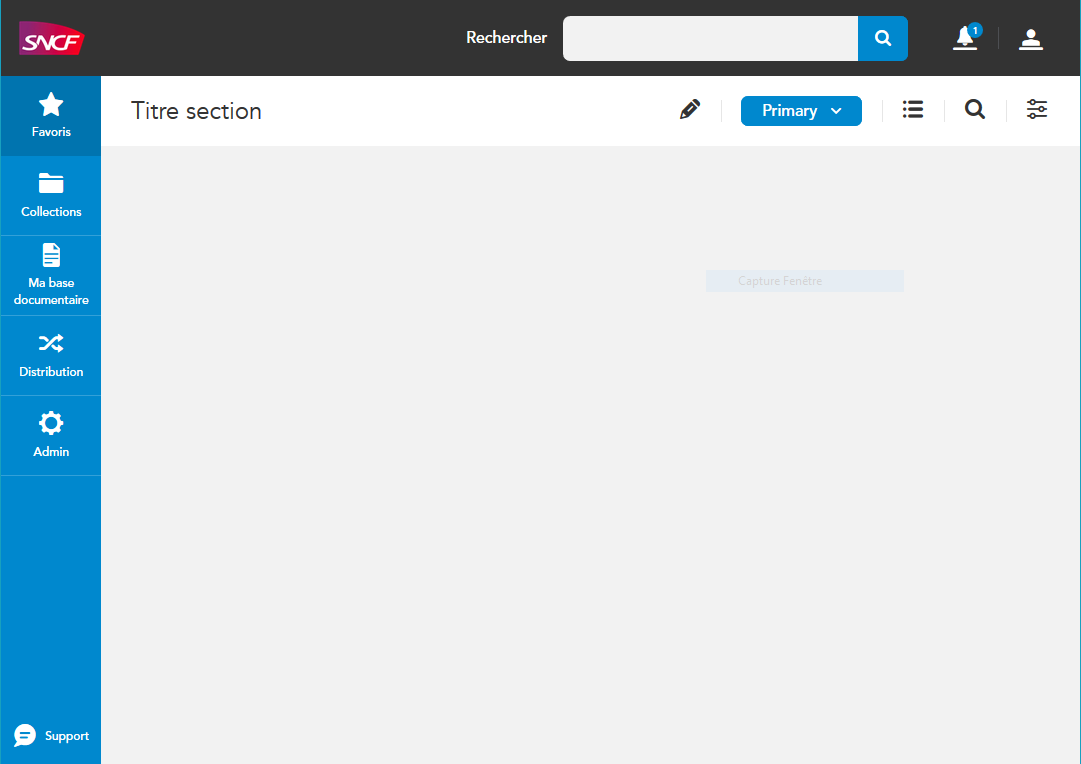 SNCF
Rechercher
1
Favoris
Titre section
Primary
Collections
Ma base
documentaire
Capture Fenêtre
Distribution
Admin
Support